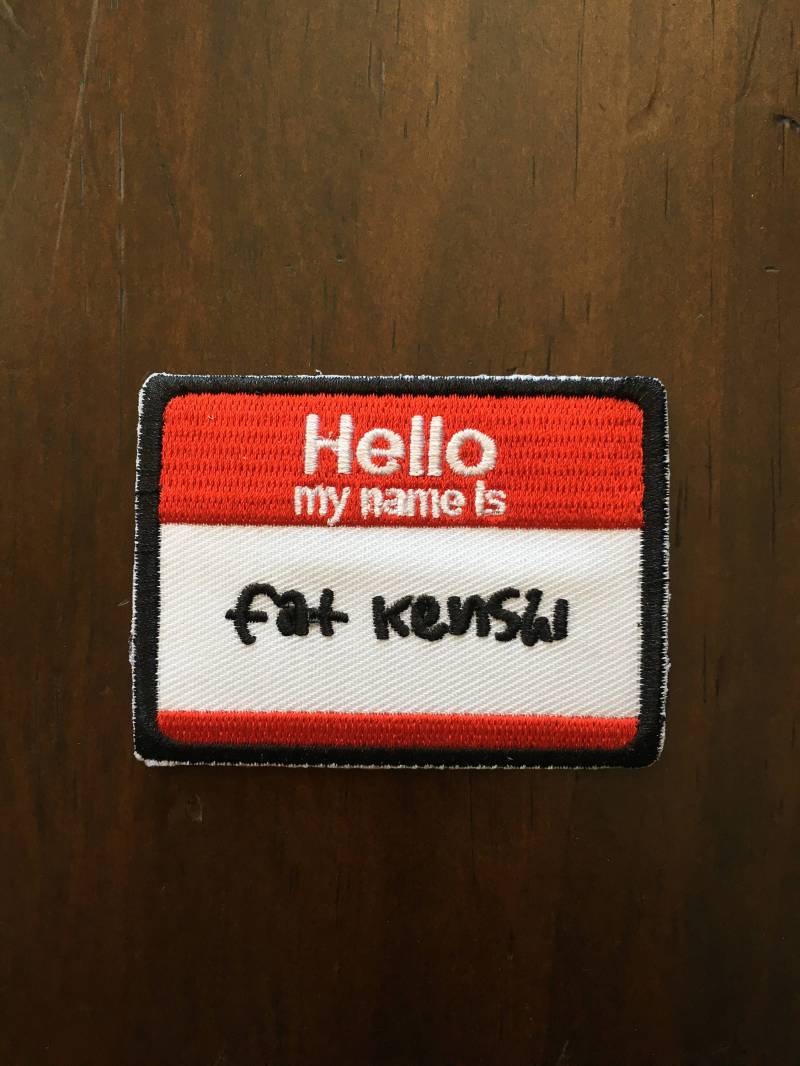 Hello
my name is
fat Kenshi